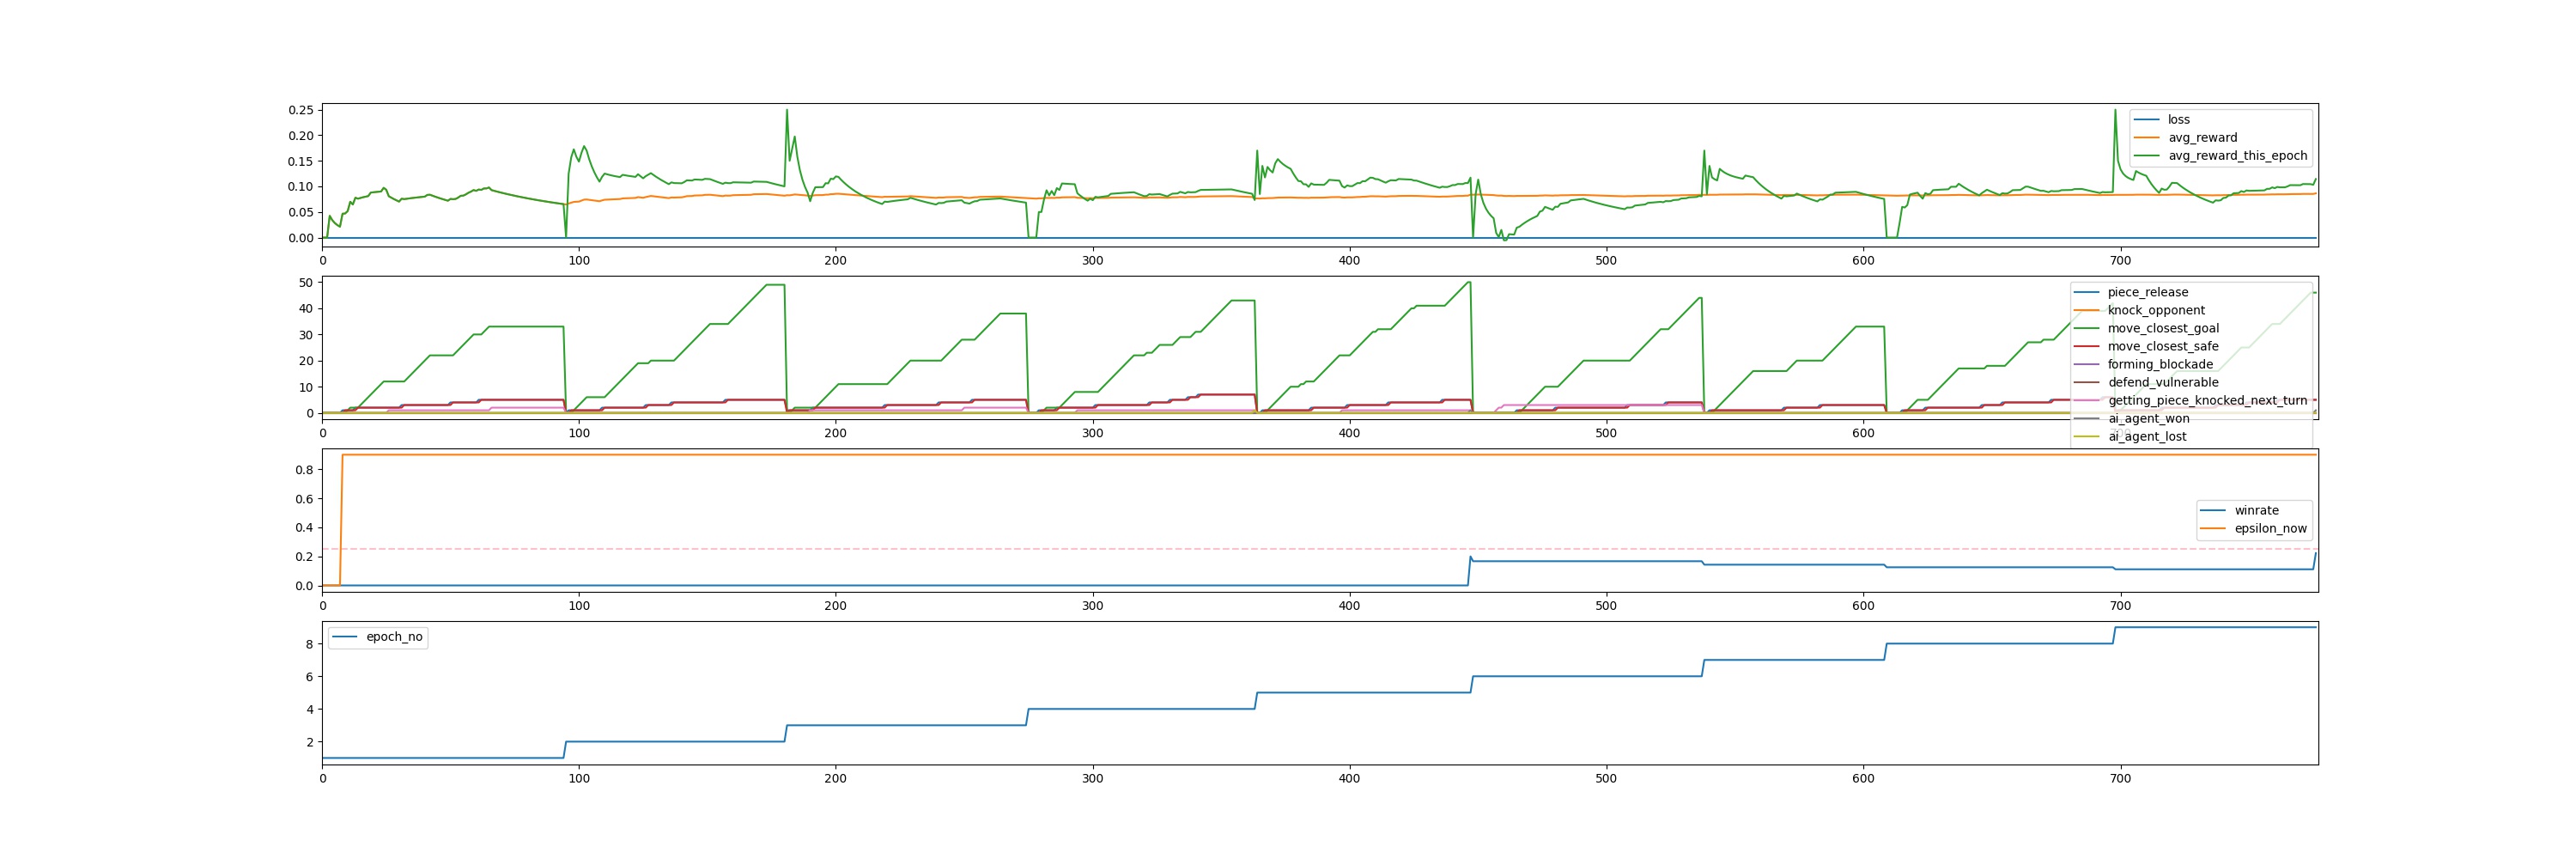 0.25
0.20
0.15
0.10
0.05
0.00
loss
avg_reward
avg_reward_this_epoch
0 100 200 300 400 500 600 700
50
40
30
20
10
0
piece_release
knock_opponent
move_closest_goal
move_closest_safe
forming_blockade
defend_vulnerable
getting_piece_knocked_next_turn
ai_agent_won
ai_agent_lost
0 100 200 300 400 500 600 700
0.8
0.6
0.4
0.2
0.0
winrate
epsilon_now
0 100 200 300 400 500 600 700
8
6
4
2
epoch_no
0 100 200 300 400 500 600 700